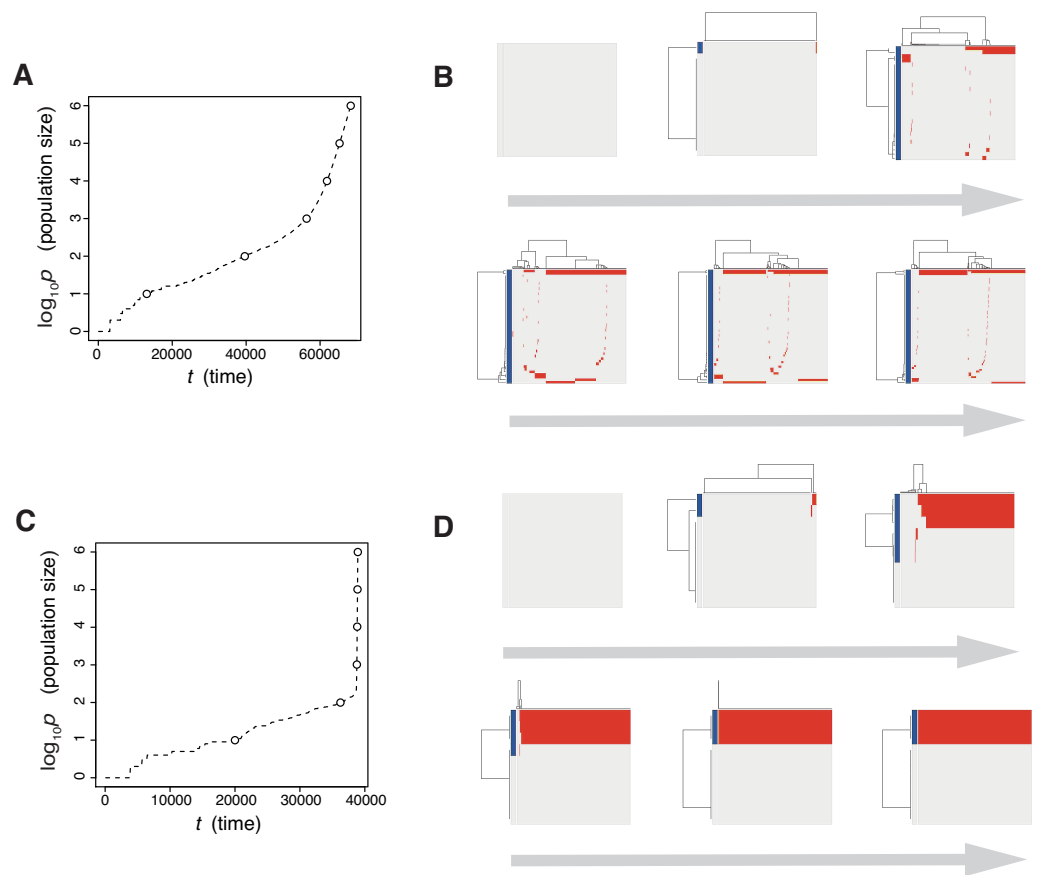 A
log10p (population size)
0 1 2 3 4 5 6
0 20000 40000 60000
t (time)
B
C
log10p (population size)
0 1 2 3 4 5 6
0 10000 20000 30000 40000
t (time)
D